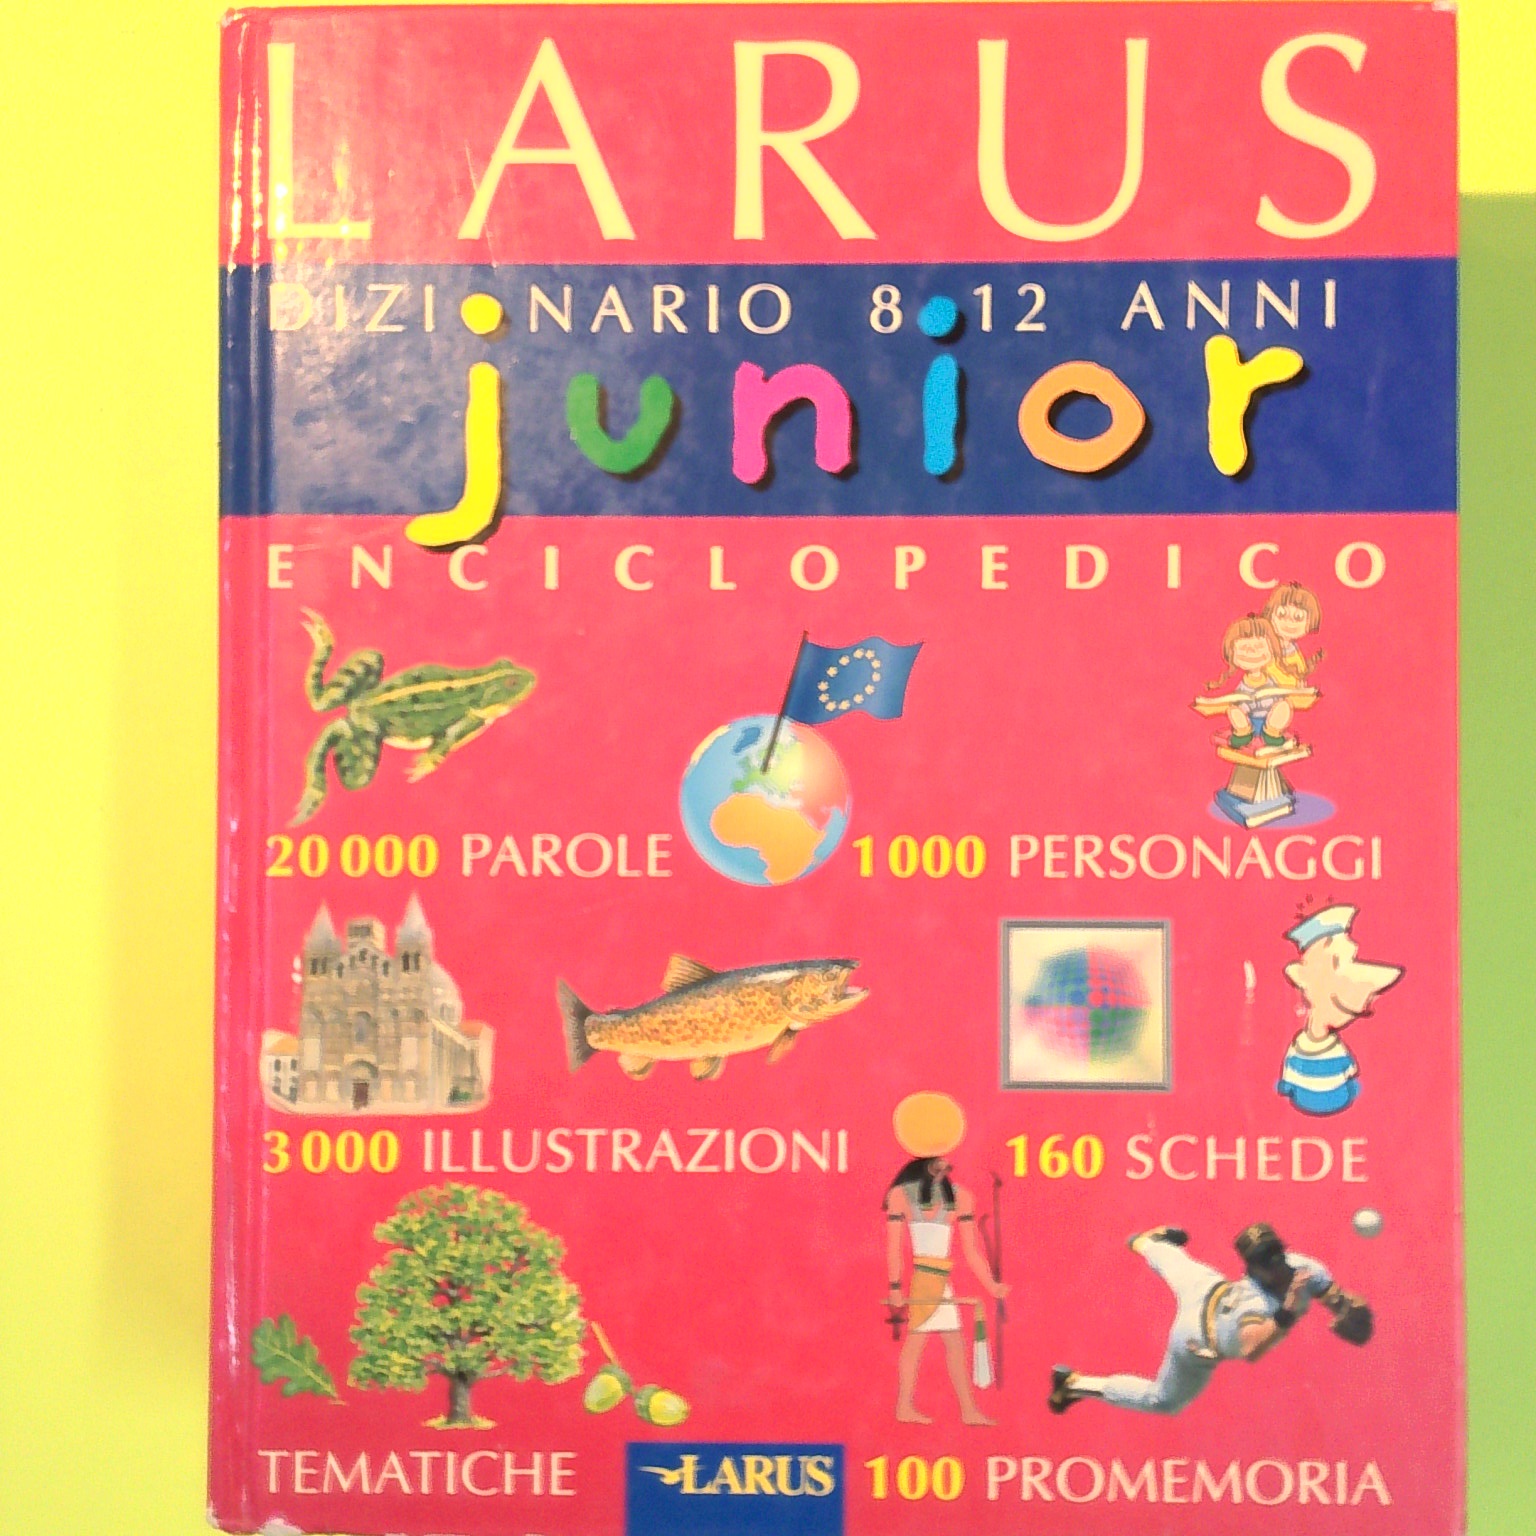 LARUS
DIZIONARIO 8-12 ANNI
junior
ENCICLOPEDICO
20 000 PAROLE 1 000 PERSONAGGI
3 000 ILLUSTRAZIONI 160 SCHEDE
TEMATICHE LARUS 100 PROMEMORIA